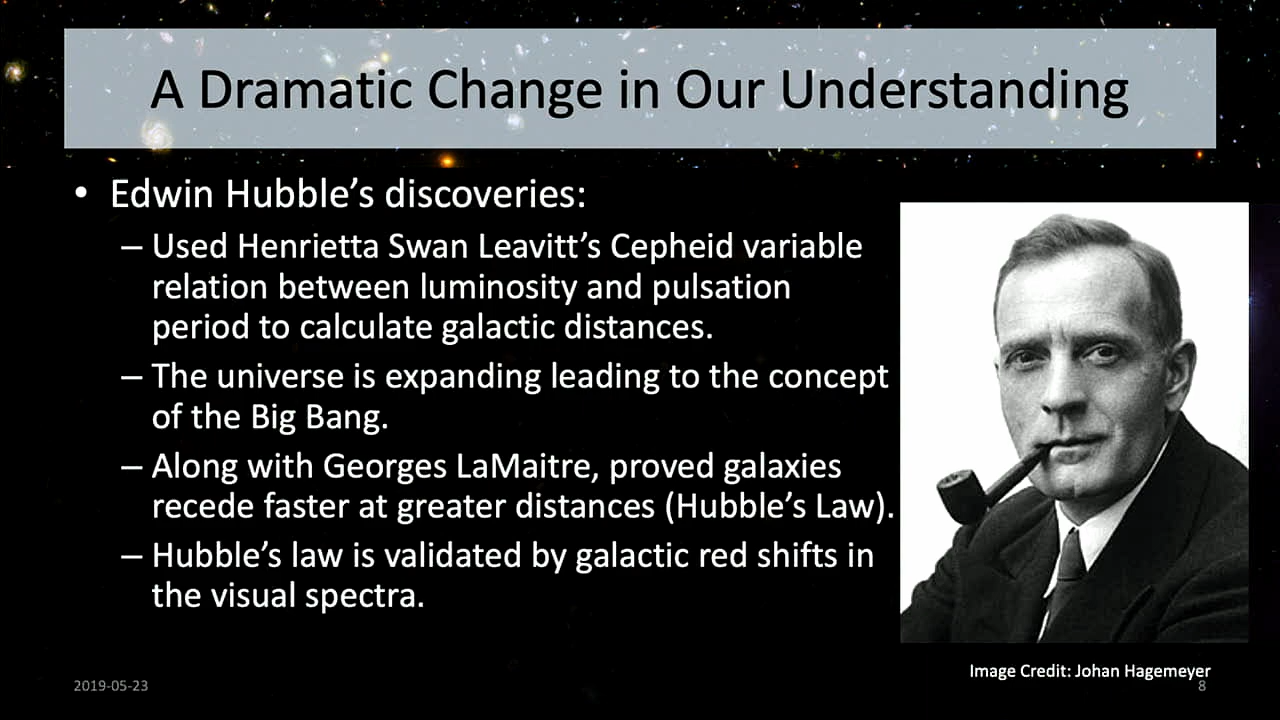 A Dramatic Change in Our Understanding
• Edwin Hubble’s discoveries:
– Used Henrietta Swan Leavitt’s Cepheid variable
relation between luminosity and pulsation
period to calculate galactic distances.
– The universe is expanding leading to the concept
of the Big Bang.
– Along with Georges LaMaitre, proved galaxies
recede faster at greater distances (Hubble’s Law).
– Hubble’s law is validated by galactic red shifts in
the visual spectra.
Image Credit: Johan Hagemeyer
2019-05-23
8